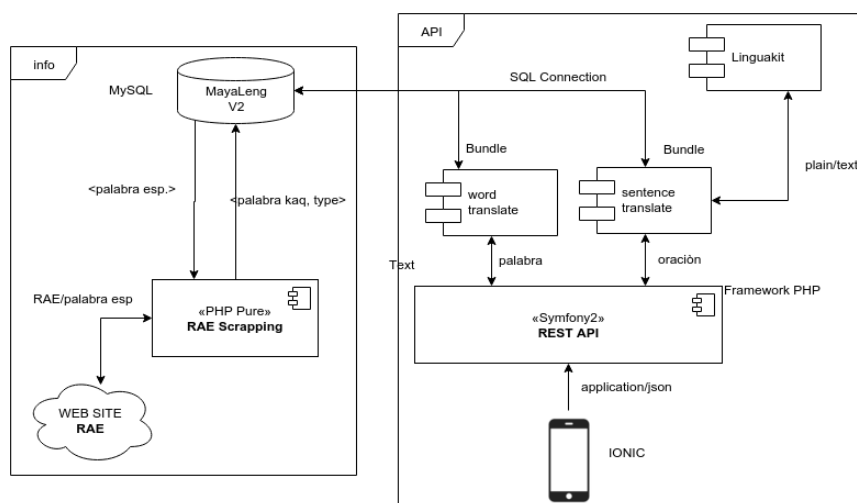 info
MySQL
MayaLeng
V2
<palabra esp.>
<palabra kaq, type>
RAE/palabra esp
«PHP Pure»
RAE Scrapping
WEB SITE
RAE
API
Linguakit
SQL Connection
Bundle
Bundle
plain/text
word
translate
sentence
translate
Text
palabra
oraciòn
Framework PHP
«Symfony2»
REST API
application/json
IONIC